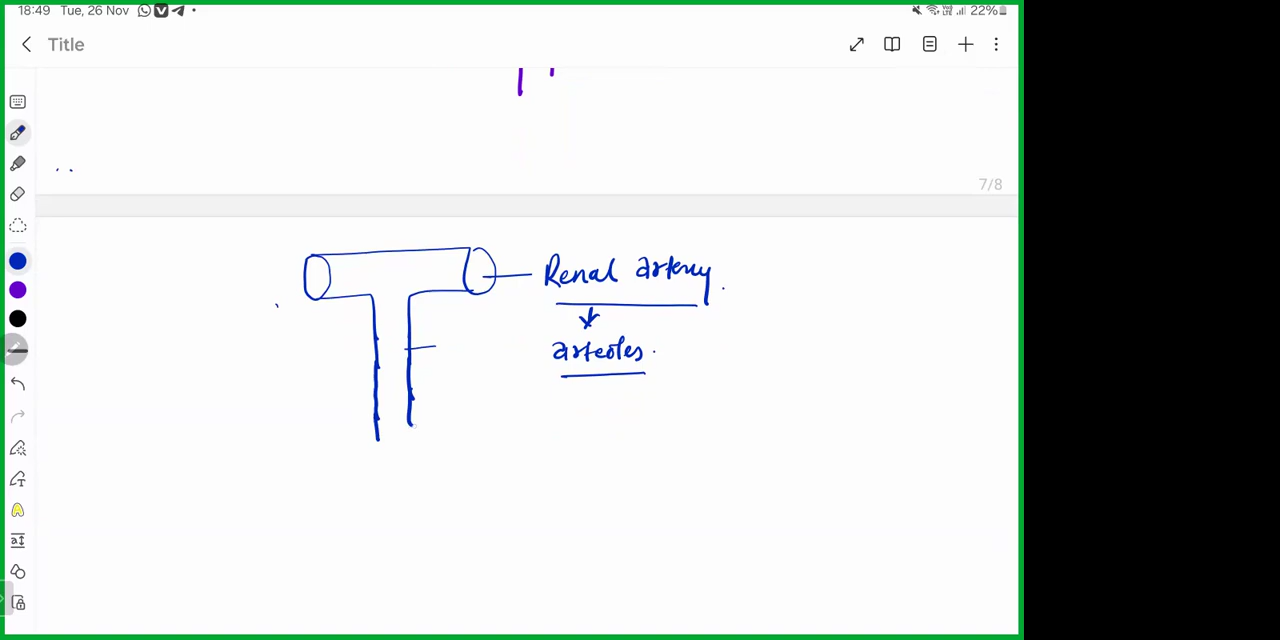 18:49 Tue, 26 Nov 22%
Title
7/8
Renal artery
arteoles